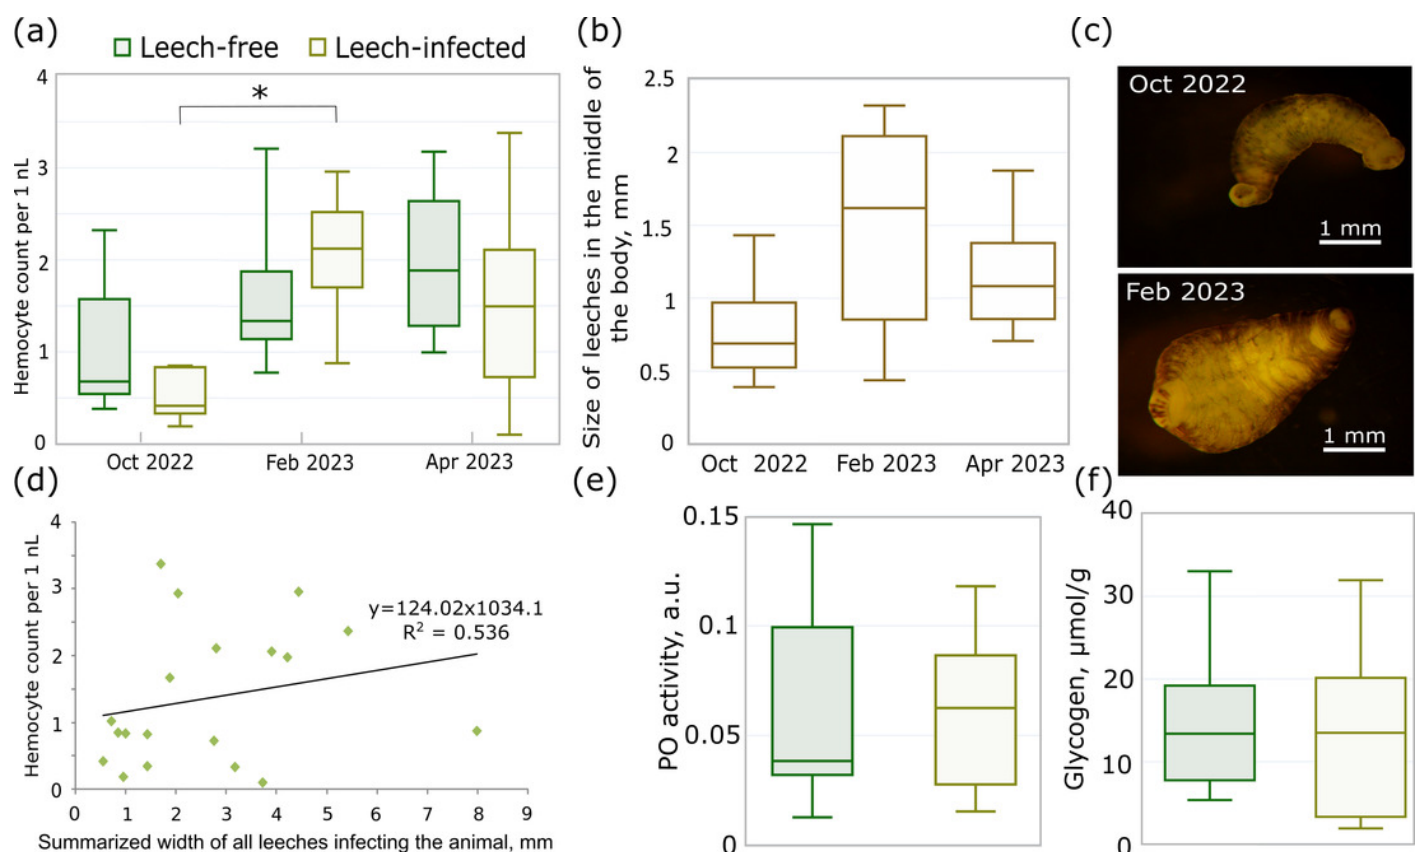 (a)
Leech-free
Leech-infected
Hemocyte count per 1 nL
4
3
2
1
0
*
Oct 2022
Feb 2023
Apr 2023
(b)
Size of leeches in the middle of
the body, mm
2.5
2
1.5
1
0.5
0
Oct 2022
Feb 2023
Apr 2023
(c)
Oct 2022
1 mm
Feb 2023
1 mm
(d)
Hemocyte count per 1 nL
4
3
2
1
0
y=124.02x1034.1
R² = 0.536
0 1 2 3 4 5 6 7 8 9
Summarized width of all leeches infecting the animal, mm
(e)
PO activity, a.u.
0.15
0.1
0.05
0
(f)
Glycogen, µmol/g
40
30
20
10
0